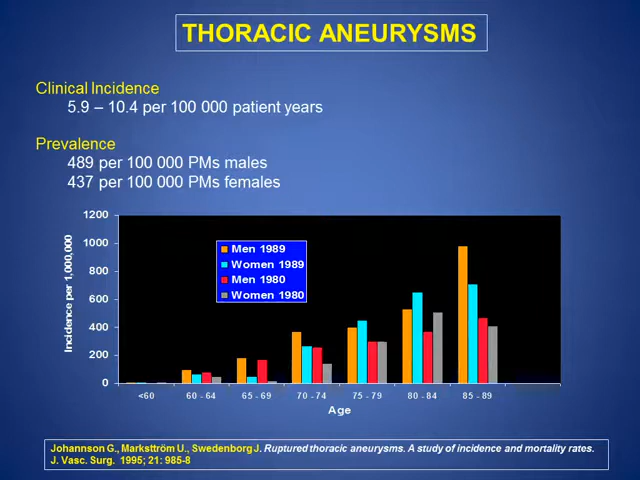 THORACIC ANEURYSMS
Clinical Incidence
5.9 – 10.4 per 100 000 patient years
Prevalence
489 per 100 000 PMs males
437 per 100 000 PMs females
Incidence per 1,000,000
1200
1000
800
600
400
200
0
Men 1989
Women 1989
Men 1980
Women 1980
<60 60 - 64 65 - 69 70 - 74 75 - 79 80 - 84 85 - 89
Age
Johannson G., Marksttröm U., Swedenborg J. Ruptured thoracic aneurysms. A study of incidence and mortality rates.
J. Vasc. Surg. 1995; 21: 985-8